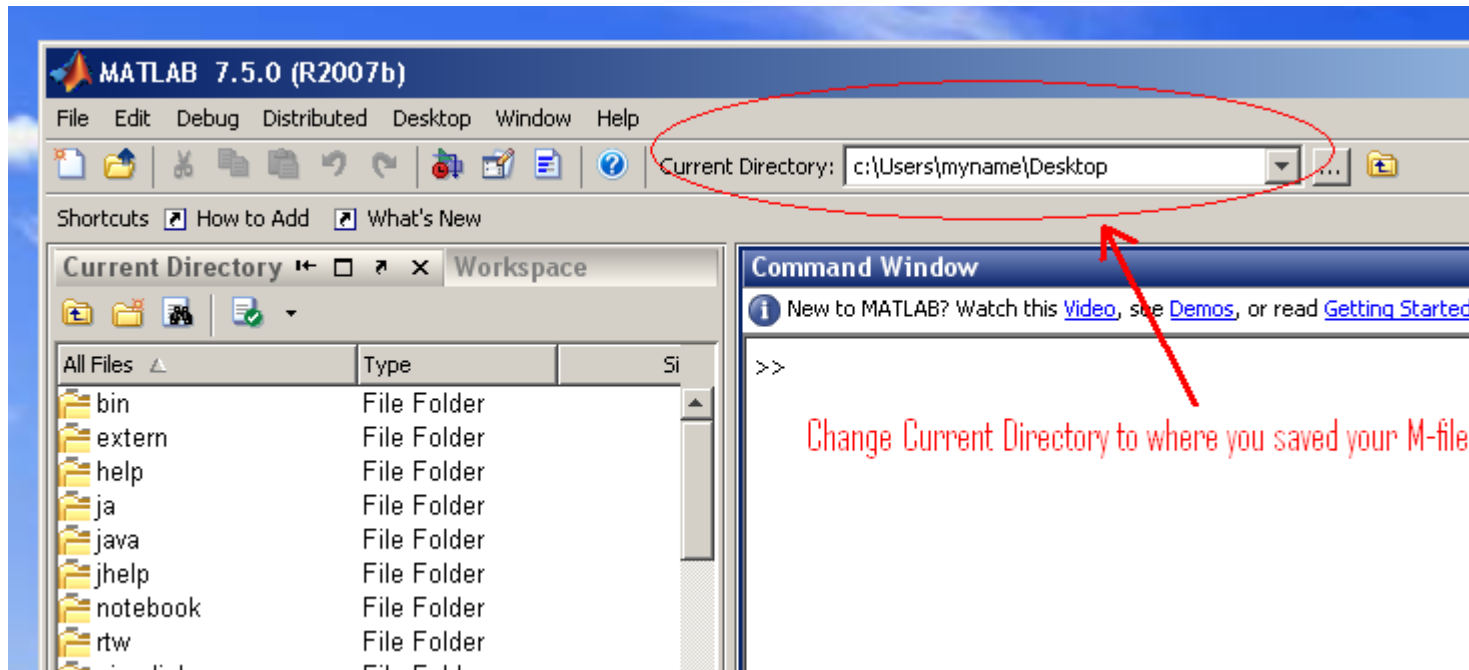 MATLAB 7.5.0 (R2007b)
File Edit Debug Distributed Desktop Window Help
Current Directory: c:\Users\myname\Desktop ...
Shortcuts How to Add What's New
Current Directory Workspace
Command Window
New to MATLAB? Watch this Video, see Demos, or read Getting Started
All Files Type Si
>>
bin File Folder
extern File Folder
Change Current Directory to where you saved your M-file
help File Folder
ja File Folder
java File Folder
jhelp File Folder
notebook File Folder
rtw File Folder